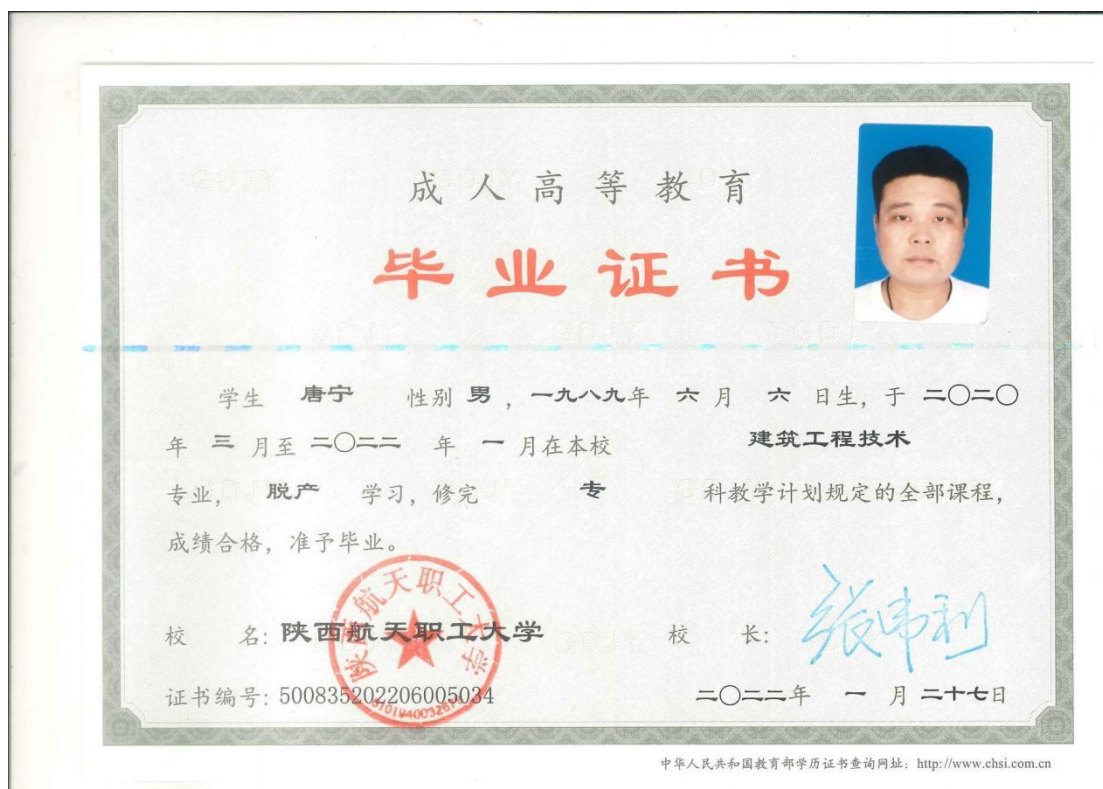 成人高等教育
毕业证书
学生 唐宁 性别 男，一九八九年 六 月 六 日生，于 二〇二〇
年 三 月至 二〇二二 年 一 月在本校 建筑工程技术
专业， 脱产 学习，修完 专 科教学计划规定的全部课程，
成绩合格，准予毕业。
陕西航天职工大学
校 名：陕西航天职工大学 校 长：张伟利
证书编号：500835202206005034 二〇二二年 一 月 二十七日
中华人民共和国教育部学历证书查询网址：http://www.chsi.com.cn